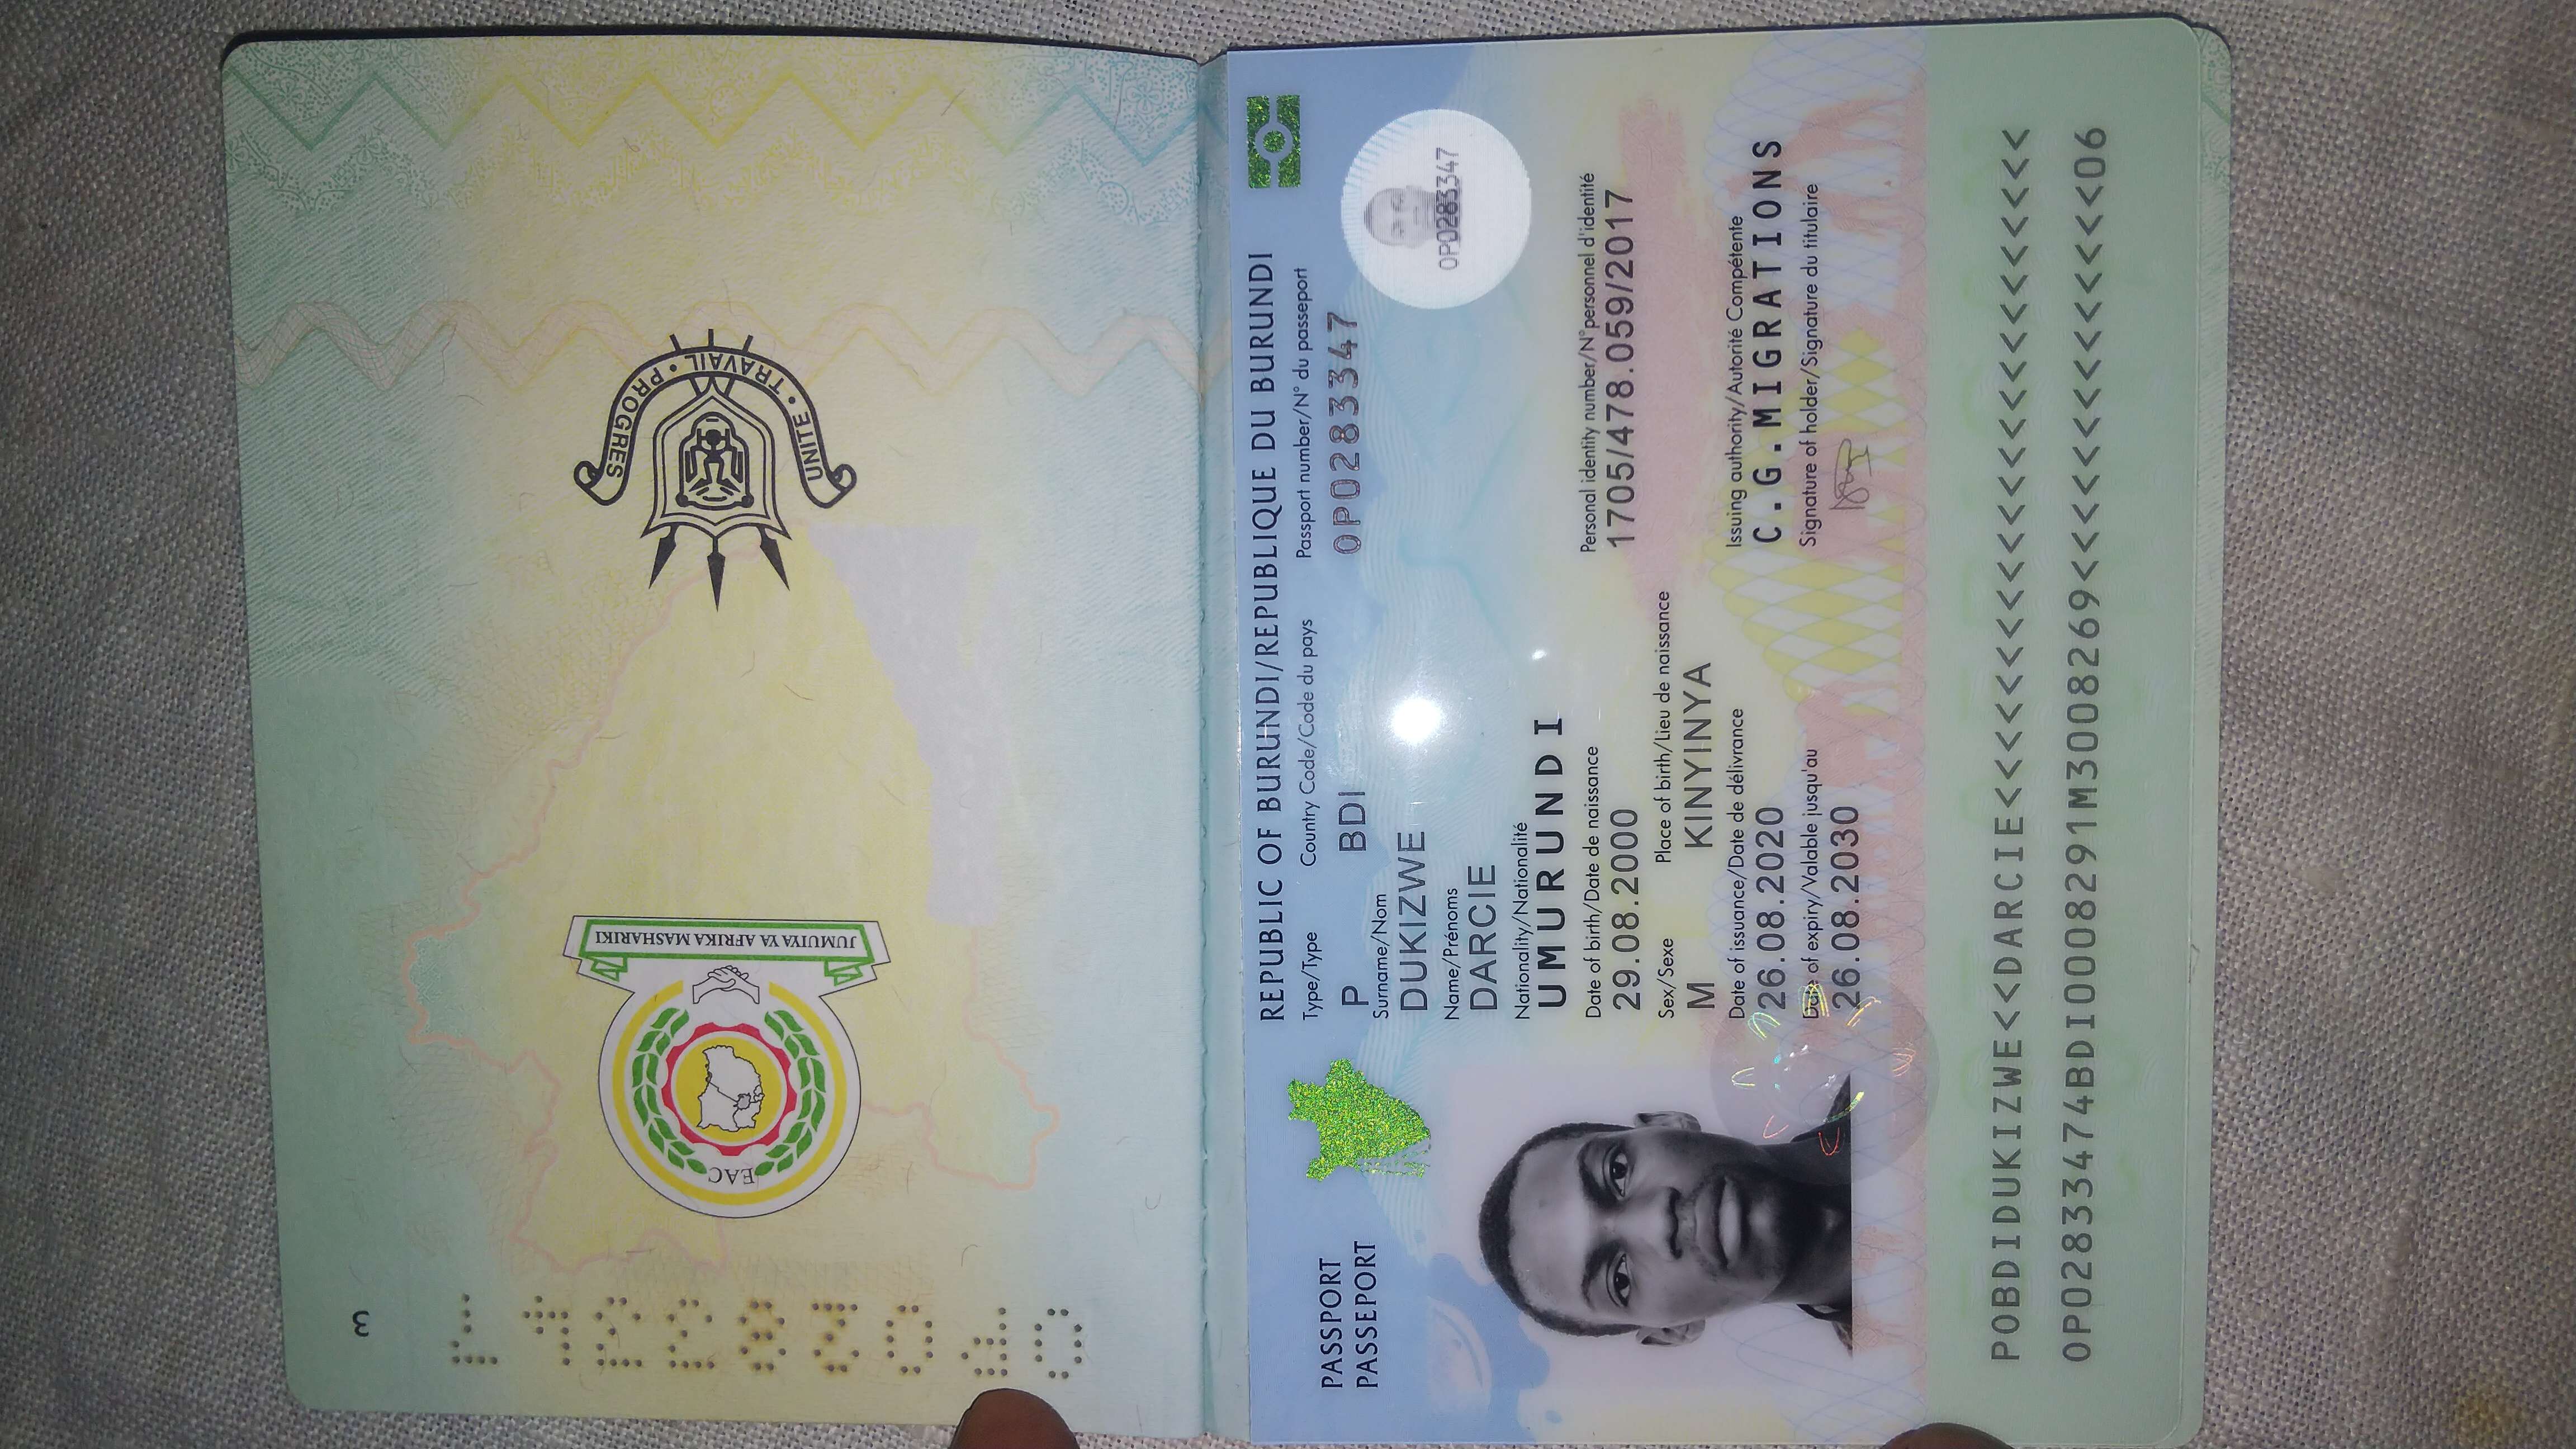 3
UNITE • TRAVAIL • PROGRES
JUMUIYA YA AFRIKA MASHARIKI
EAC
OP0283347
REPUBLIC OF BURUNDI/REPUBLIQUE DU BURUNDI
PASSPORT
PASSEPORT
Type/Type Country Code/Code du pays Passport number/N° du passeport
P BDI OP0283347
Surname/Nom
DUKIZWE
Name/Prénoms
DARCIE
OP0283347
Nationality/Nationalité
UMURUNDI
Date of birth/Date de naissance Personal identity number/N°personnel d'identité
29.08.2000 1705/478.059/2017
Sex/Sexe Place of birth/Lieu de naissance
M KINYINYA
Date of issuance/Date de délivrance Issuing authority/Autorité Compétente
26.08.2020 C.G.MIGRATIONS
Date of expiry/Valable jusqu'au Signature of holder/Signature du titulaire
26.08.2030
POBDIDUKIZWE<<DARCIE<<<<<<<<<<<<<<<<<<<<<<<<
OP02833474BDI0008291M3008269<<<<<<<<<<<<<<06